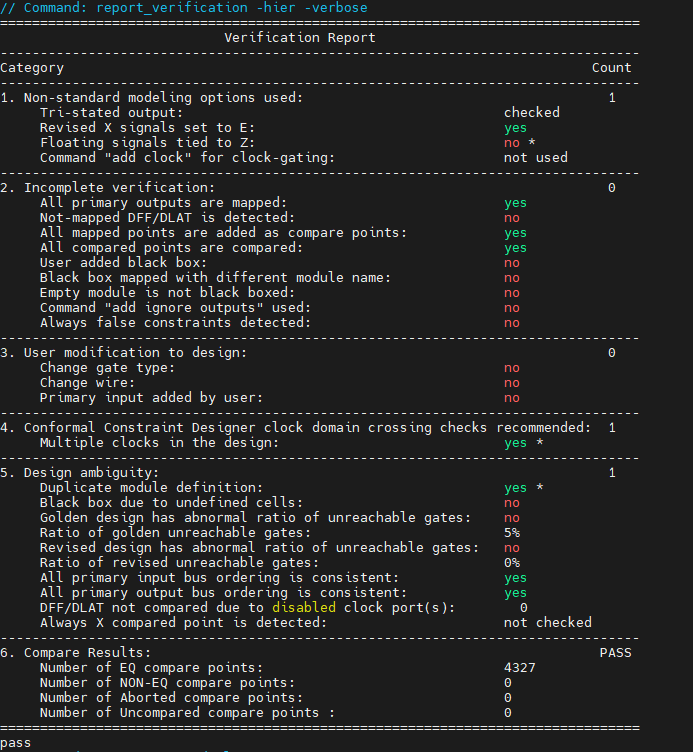 // Command: report_verification -hier -verbose
================================================================================
Verification Report
--------------------------------------------------------------------------------
Category Count
--------------------------------------------------------------------------------
1. Non-standard modeling options used: 1
Tri-stated output: checked
Revised X signals set to E: yes
Floating signals tied to Z: no *
Command "add clock" for clock-gating: not used
--------------------------------------------------------------------------------
2. Incomplete verification: 0
All primary outputs are mapped: yes
Not-mapped DFF/DLAT is detected: no
All mapped points are added as compare points: yes
All compared points are compared: yes
User added black box: no
Black box mapped with different module name: no
Empty module is not black boxed: no
Command "add ignore outputs" used: no
Always false constraints detected: no
--------------------------------------------------------------------------------
3. User modification to design: 0
Change gate type: no
Change wire: no
Primary input added by user: no
--------------------------------------------------------------------------------
4. Conformal Constraint Designer clock domain crossing checks recommended: 1
Multiple clocks in the design: yes *
--------------------------------------------------------------------------------
5. Design ambiguity: 1
Duplicate module definition: yes *
Black box due to undefined cells: no
Golden design has abnormal ratio of unreachable gates: no
Ratio of golden unreachable gates: 5%
Revised design has abnormal ratio of unreachable gates: no
Ratio of revised unreachable gates: 0%
All primary input bus ordering is consistent: yes
All primary output bus ordering is consistent: yes
DFF/DLAT not compared due to disabled clock port(s): 0
Always X compared point is detected: not checked
--------------------------------------------------------------------------------
6. Compare Results: PASS
Number of EQ compare points: 4327
Number of NON-EQ compare points: 0
Number of Aborted compare points: 0
Number of Uncompared compare points : 0
================================================================================
pass